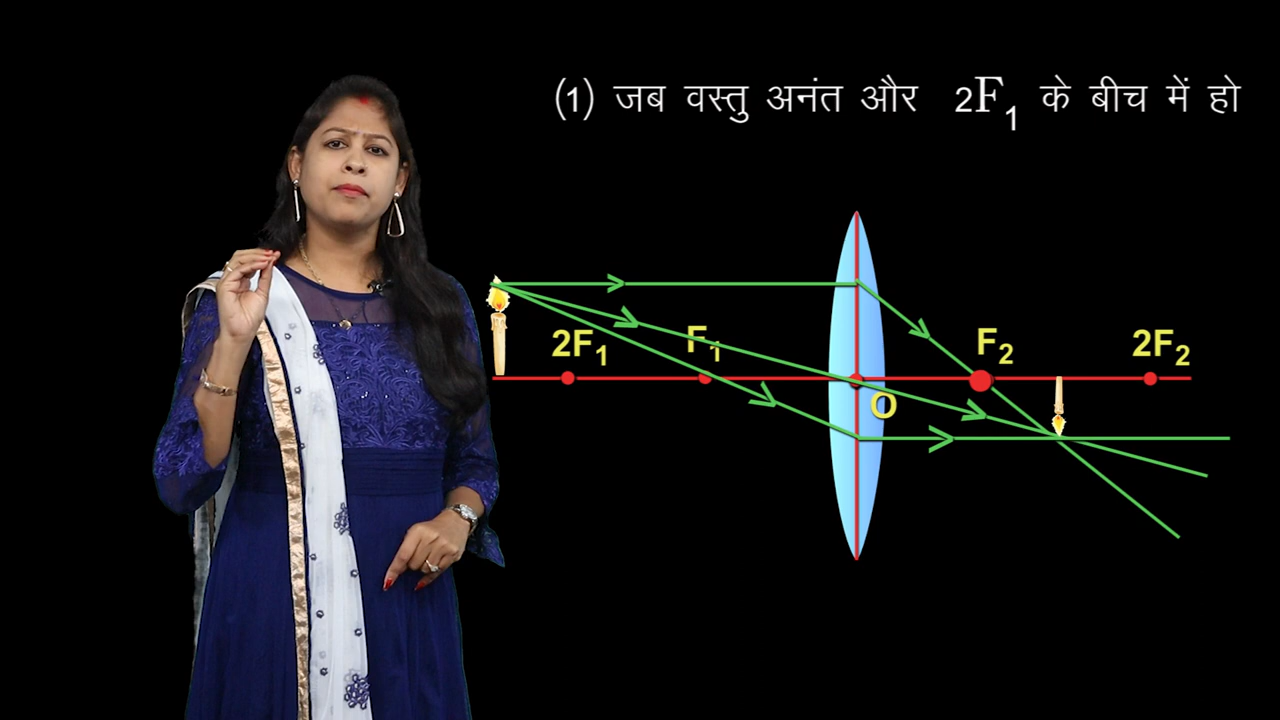 (1) जब वस्तु अनंत और 2F₁ के बीच में हो
2F₁ F₁ F₂ 2F₂
O